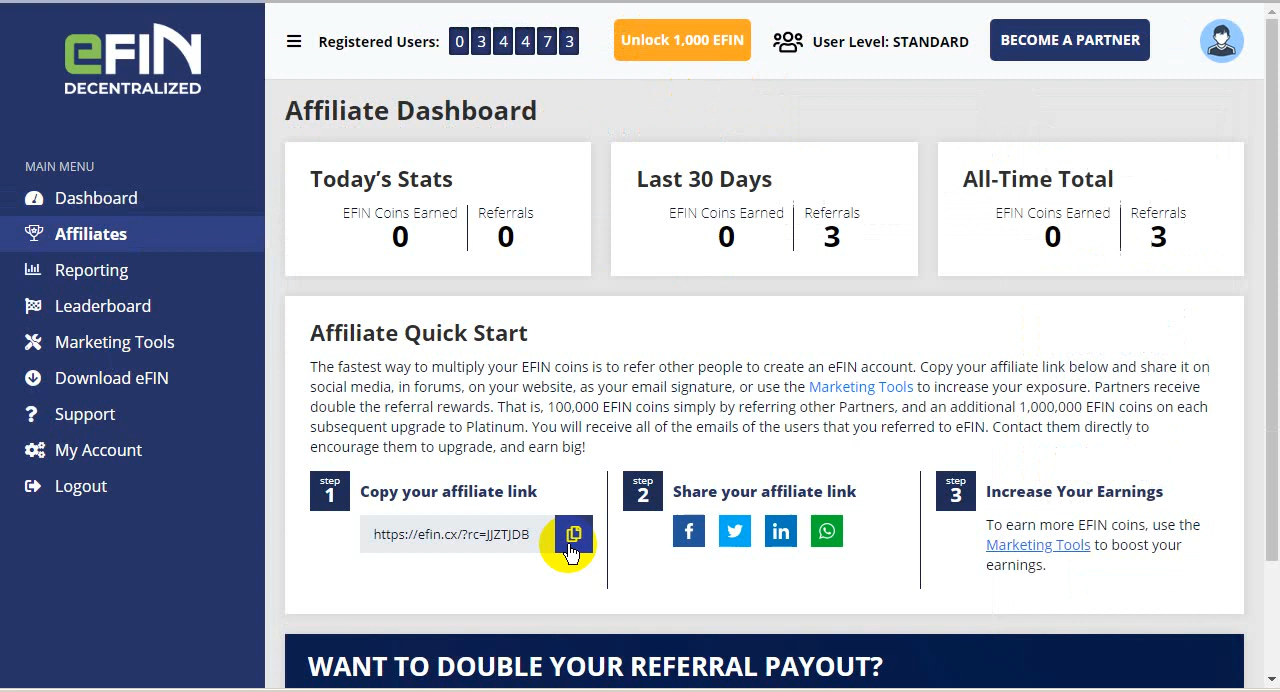 eFIN
DECENTRALIZED
Registered Users: 0 3 4 4 7 3
Unlock 1,000 EFIN
User Level: STANDARD
BECOME A PARTNER
MAIN MENU
Dashboard
Affiliates
Reporting
Leaderboard
Marketing Tools
Download eFIN
Support
My Account
Logout
Affiliate Dashboard
Today’s Stats
EFIN Coins Earned
0
Referrals
0
Last 30 Days
EFIN Coins Earned
0
Referrals
3
All-Time Total
EFIN Coins Earned
0
Referrals
3
Affiliate Quick Start
The fastest way to multiply your EFIN coins is to refer other people to create an eFIN account. Copy your affiliate link below and share it on
social media, in forums, on your website, as your email signature, or use the Marketing Tools to increase your exposure. Partners receive
double the referral rewards. That is, 100,000 EFIN coins simply by referring other Partners, and an additional 1,000,000 EFIN coins on each
subsequent upgrade to Platinum. You will receive all of the emails of the users that you referred to eFIN. Contact them directly to
encourage them to upgrade, and earn big!
step
1
Copy your affiliate link
https://efin.cx/?rc=JJZTJDB
step
2
Share your affiliate link
step
3
Increase Your Earnings
To earn more EFIN coins, use the
Marketing Tools to boost your
earnings.
WANT TO DOUBLE YOUR REFERRAL PAYOUT?